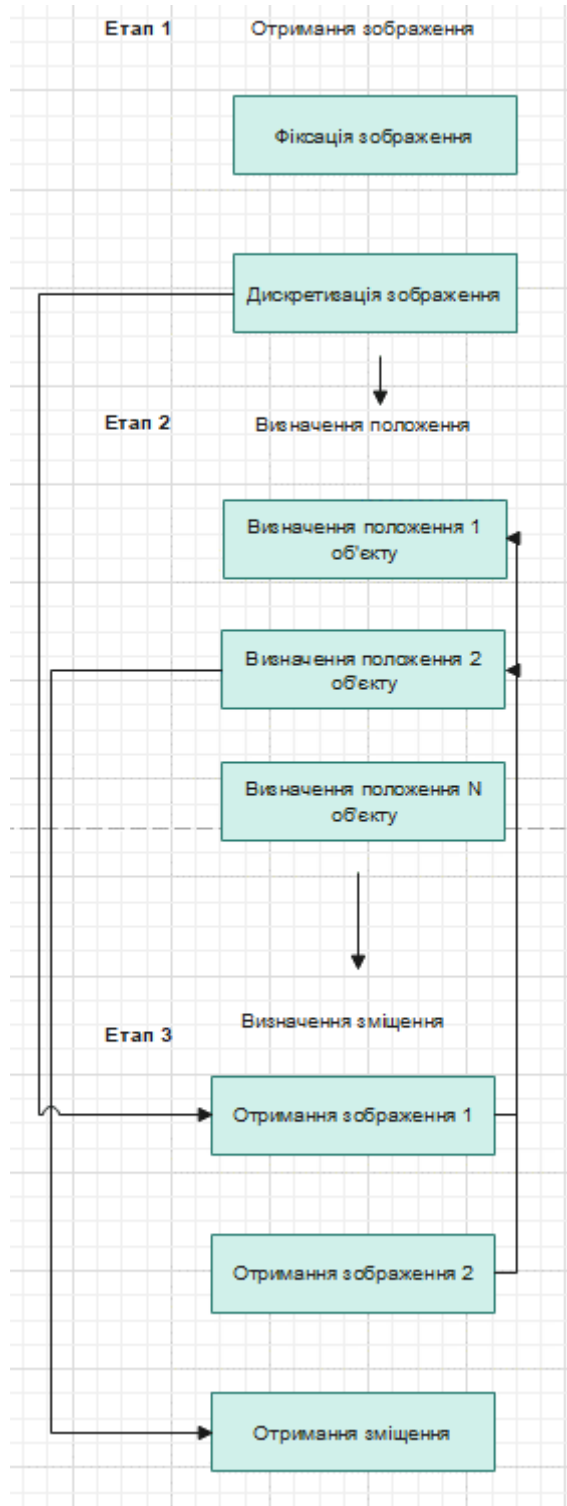 Етап 1 Отримання зображення
Фіксація зображення
Дискретизація зображення
Етап 2 Визначення положення
Визначення положення 1
об'єкту
Визначення положення 2
об'єкту
Визначення положення N
об'єкту
Визначення зміщення
Етап 3
Отримання зображення 1
Отримання зображення 2
Отримання зміщення